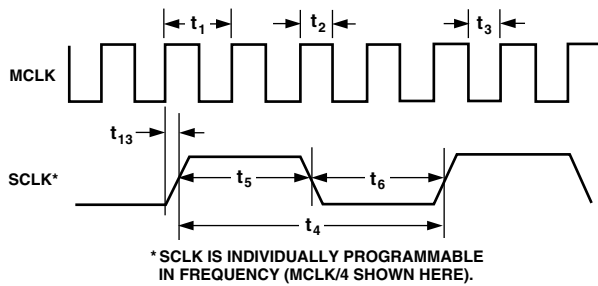 t1 t2 t3
MCLK
t13
SCLK*
t5 t6
t4
* SCLK IS INDIVIDUALLY PROGRAMMABLE
IN FREQUENCY (MCLK/4 SHOWN HERE).